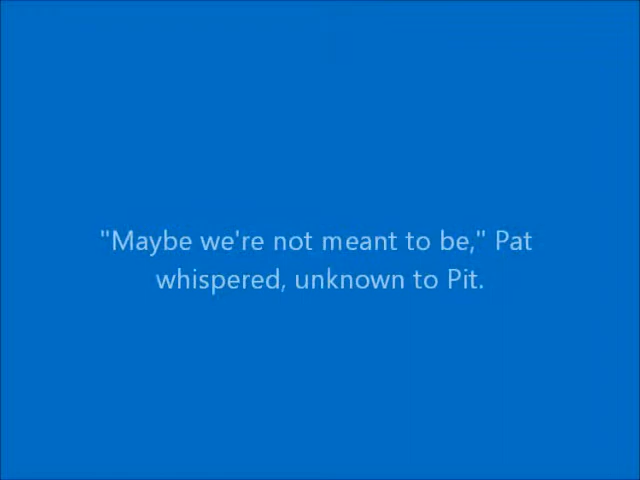 "Maybe we're not meant to be," Pat
whispered, unknown to Pit.